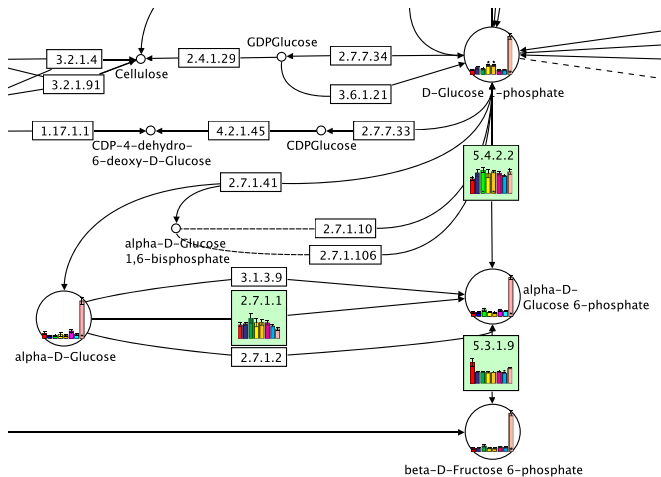 GDPGlucose
3.2.1.4
2.4.1.29
2.7.7.34
Cellulose
3.2.1.91
3.6.1.21
D-Glucose 1-phosphate
1.17.1.1
4.2.1.45
2.7.7.33
CDP-4-dehydro-
6-deoxy-D-Glucose
CDPGlucose
5.4.2.2
2.7.1.41
2.7.1.10
alpha-D-Glucose
1,6-bisphosphate
2.7.1.106
3.1.3.9
alpha-D-
Glucose 6-phosphate
2.7.1.1
alpha-D-Glucose
2.7.1.2
5.3.1.9
beta-D-Fructose 6-phosphate